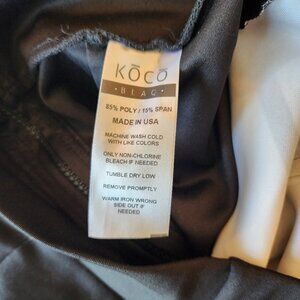 KŌCŌ
• BLAC •
85% POLY / 15% SPAN
MADE IN USA
MACHINE WASH COLD
WITH LIKE COLORS
ONLY NON-CHLORINE
BLEACH IF NEEDED
TUMBLE DRY LOW
REMOVE PROMPTLY
WARM IRON WRONG
SIDE OUT IF
NEEDED